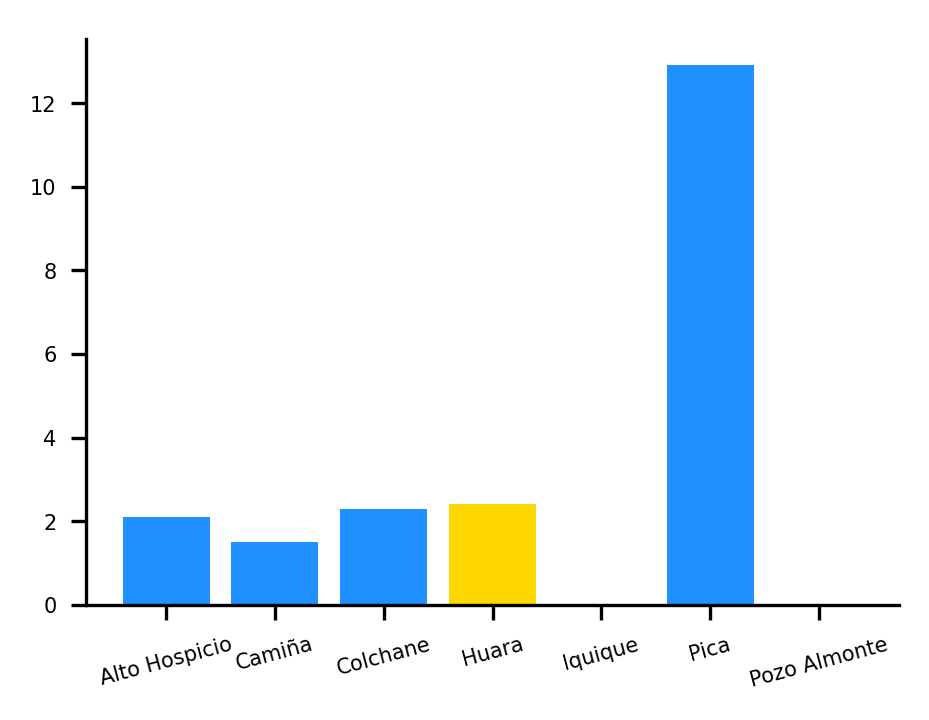 12
10
8
6
4
2
0
Alto Hospicio
Camiña
Colchane
Huara
Iquique
Pica
Pozo Almonte